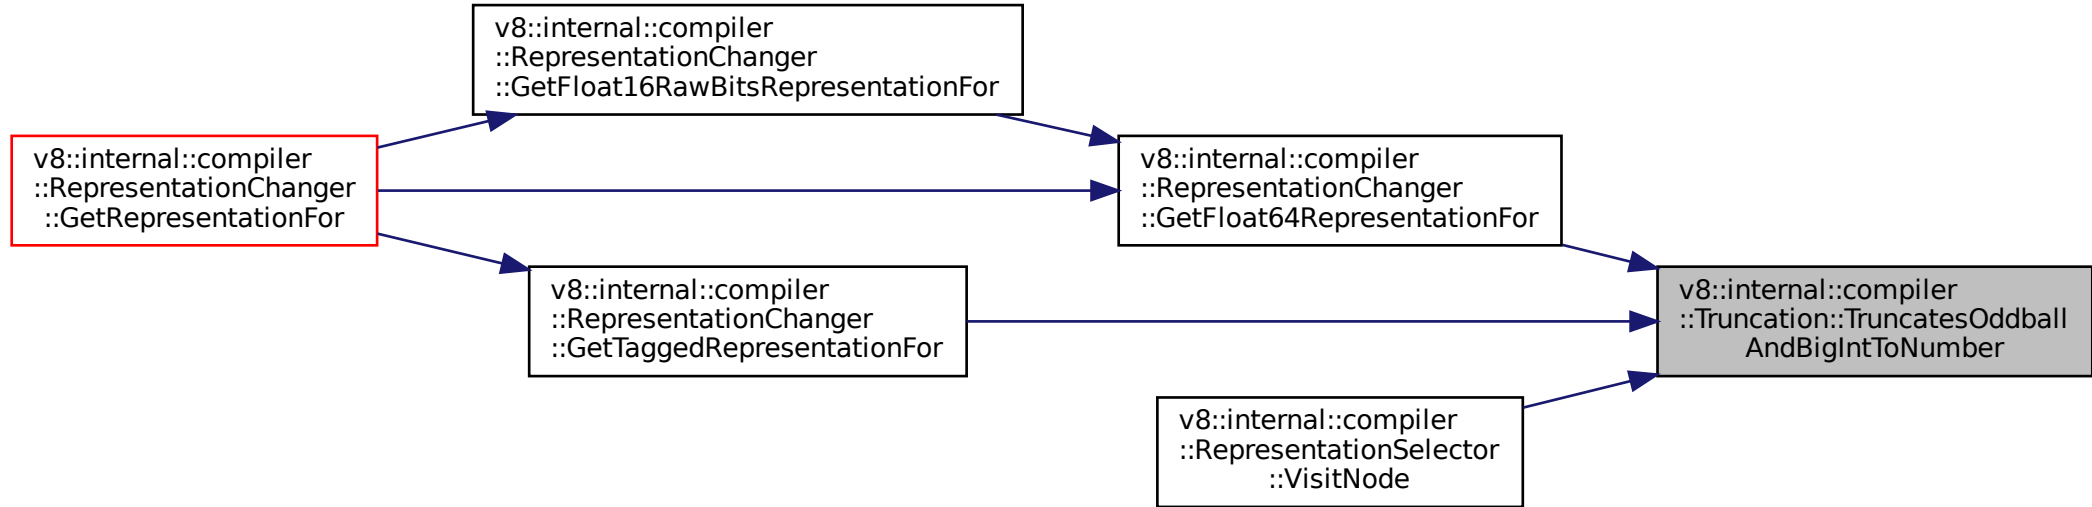 v8::internal::compiler
::RepresentationChanger
::GetFloat16RawBitsRepresentationFor
v8::internal::compiler
::RepresentationChanger
::GetRepresentationFor
v8::internal::compiler
::RepresentationChanger
::GetFloat64RepresentationFor
v8::internal::compiler
::RepresentationChanger
::GetTaggedRepresentationFor
v8::internal::compiler
::Truncation::TruncatesOddball
AndBigIntToNumber
v8::internal::compiler
::RepresentationSelector
::VisitNode